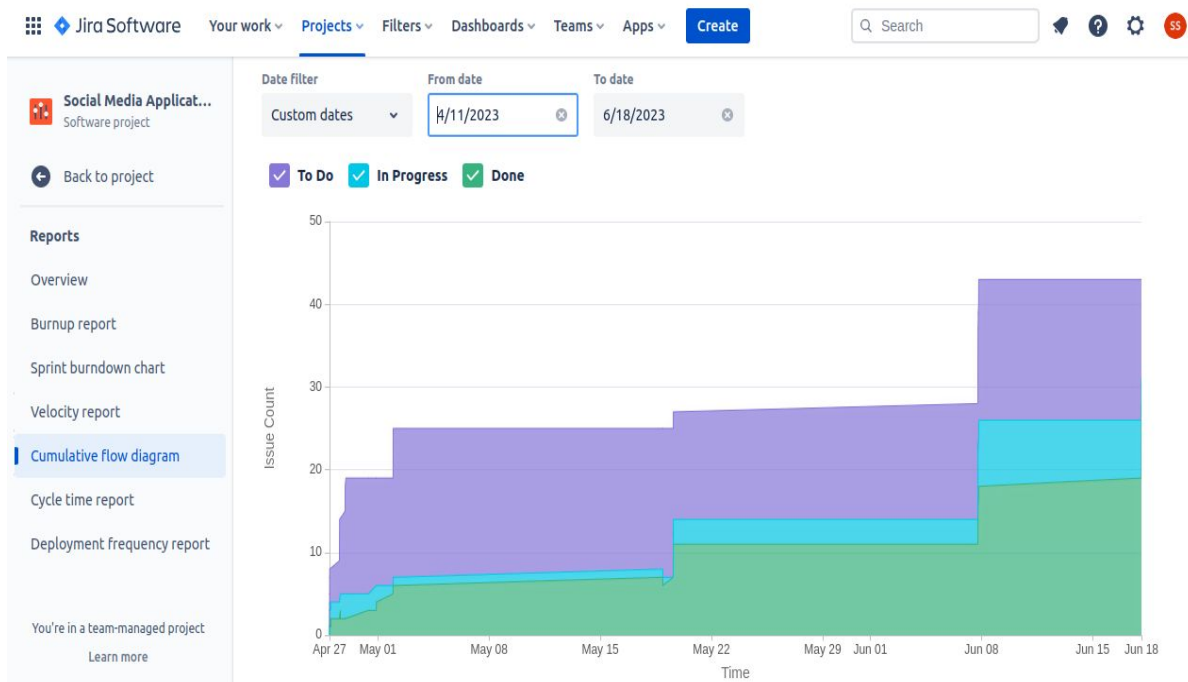 Jira Software Your work Projects Filters Dashboards Teams Apps Create Search SS
Social Media Applicat...
Software project
Back to project
Reports
Overview
Burnup report
Sprint burndown chart
Velocity report
Cumulative flow diagram
Cycle time report
Deployment frequency report
You're in a team-managed project
Learn more
Date filter From date To date
Custom dates 4/11/2023 6/18/2023
To Do In Progress Done
50
40
30
20
10
0
Issue Count
Apr 27 May 01 May 08 May 15 May 22 May 29 Jun 01 Jun 08 Jun 15 Jun 18
Time